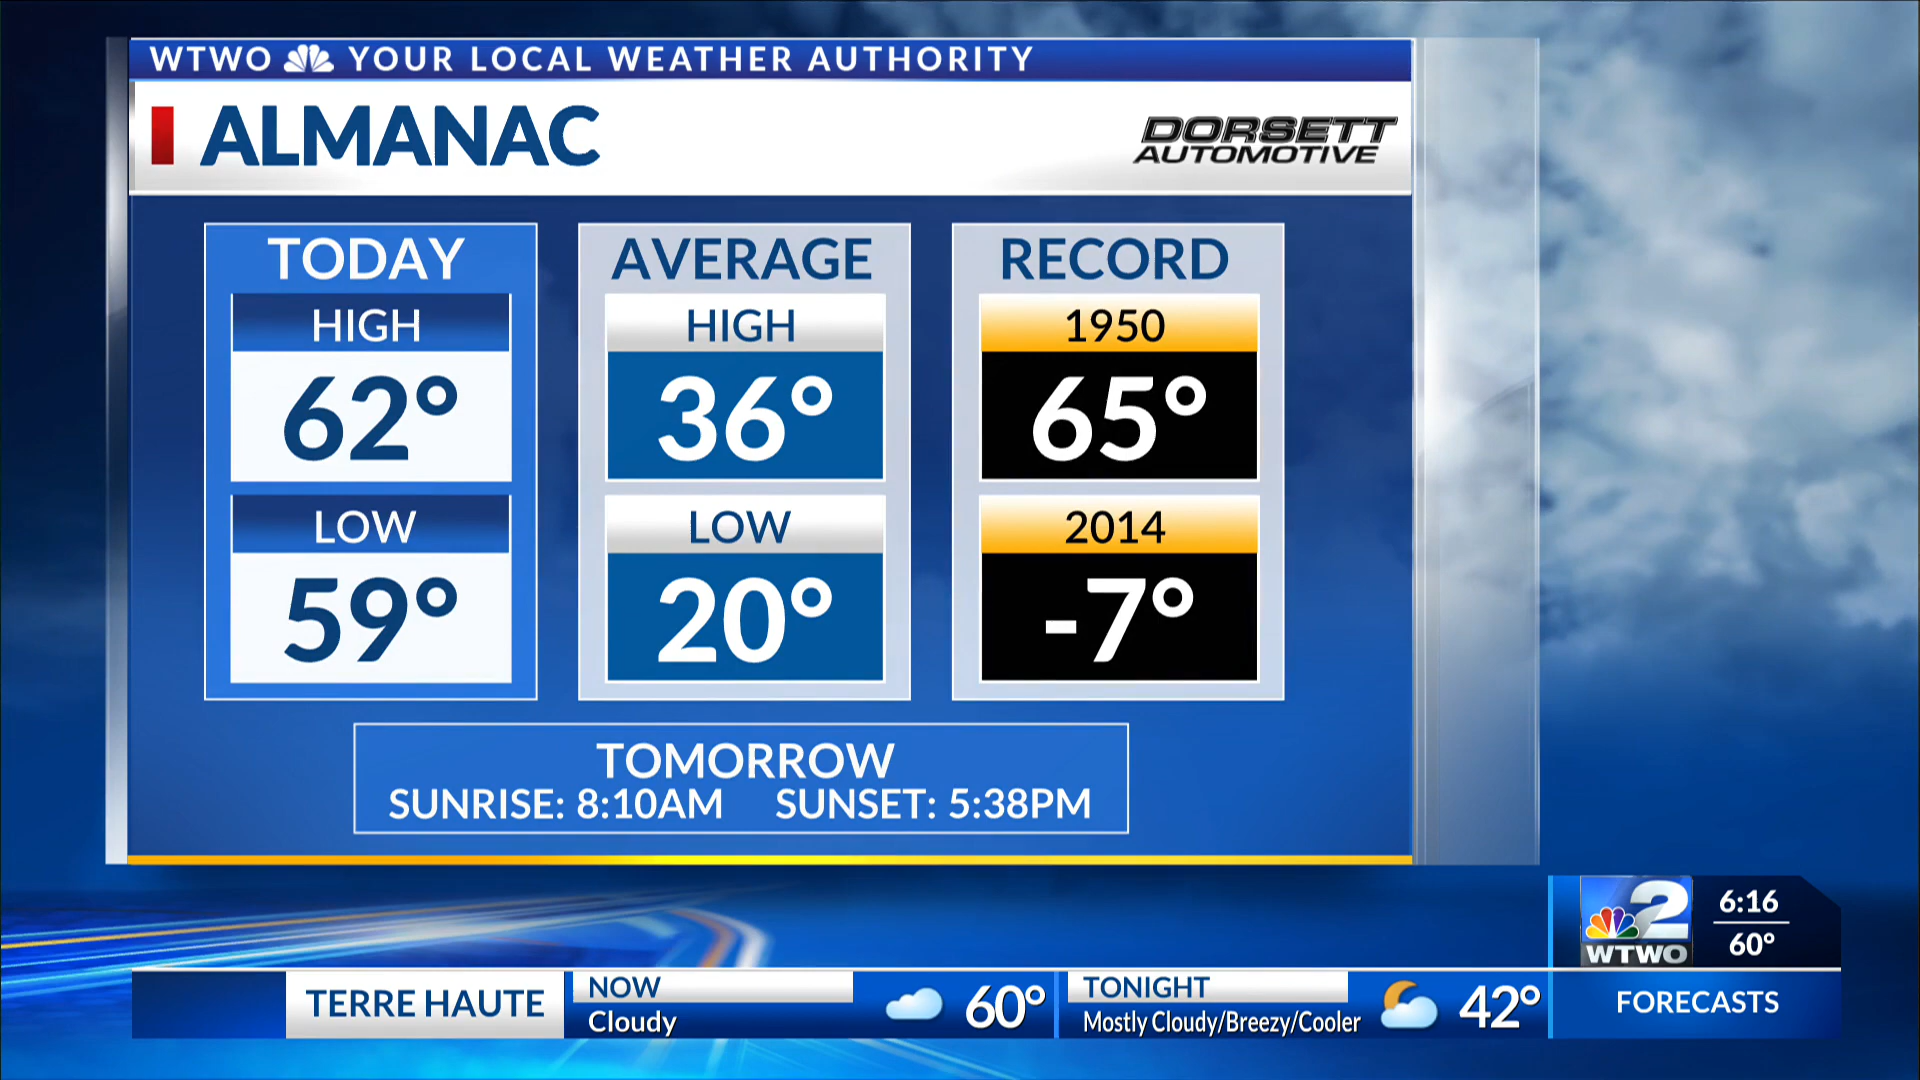 WTWO YOUR LOCAL WEATHER AUTHORITY
ALMANAC
DORSETT
AUTOMOTIVE
TODAY
HIGH
62°
LOW
59°
AVERAGE
HIGH
36°
LOW
20°
RECORD
1950
65°
2014
-7°
TOMORROW
SUNRISE: 8:10AM SUNSET: 5:38PM
2
WTWO
6:16
60°
TERRE HAUTE
NOW
Cloudy
60°
TONIGHT
Mostly Cloudy/Breezy/Cooler
42°
FORECASTS